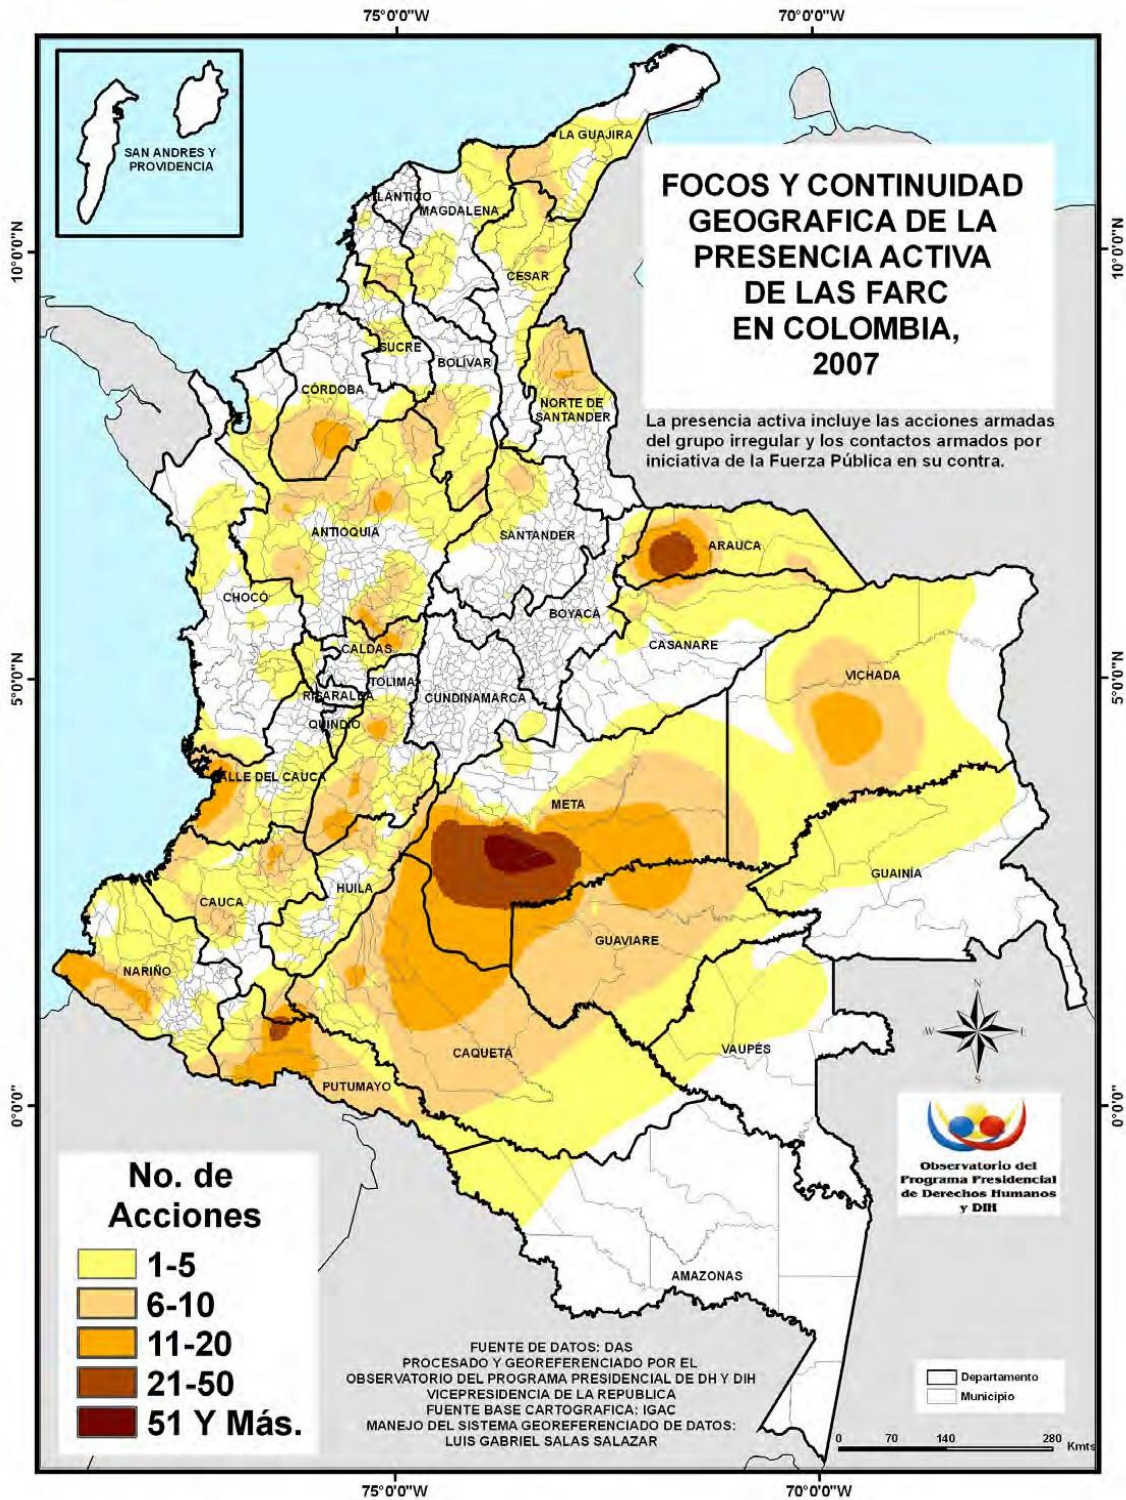 75°0'0"W
70°0'0"W
SAN ANDRES Y
PROVIDENCIA
FOCOS Y CONTINUIDAD
GEOGRAFICA DE LA
PRESENCIA ACTIVA
DE LAS FARC
EN COLOMBIA,
2007
La presencia activa incluye las acciones armadas
del grupo irregular y los contactos armados por
iniciativa de la Fuerza Pública en su contra.
10°0'0"N
10°0'0"N
5°0'0"N
5°0'0"N
0°0'0"
0°0'0"
LA GUAJIRA
ATLÁNTICO
MAGDALENA
CESAR
SUCRE
BOLÍVAR
CÓRDOBA
NORTE DE
SANTANDER
ANTIOQUIA
SANTANDER
ARAUCA
CHOCÓ
BOYACÁ
CASANARE
CALDAS
VICHADA
TOLIMA
RISARALDA
CUNDINAMARCA
QUINDÍO
VALLE DEL CAUCA
META
GUAINÍA
HUILA
CAUCA
GUAVIARE
NARIÑO
VAUPÉS
CAQUETÁ
PUTUMAYO
AMAZONAS
N
W
E
S
Observatorio del
Programa Presidencial
de Derechos Humanos
y DIH
No. de
Acciones
1-5
6-10
11-20
21-50
51 Y Más.
FUENTE DE DATOS: DAS
PROCESADO Y GEOREFERENCIADO POR EL
OBSERVATORIO DEL PROGRAMA PRESIDENCIAL DE DH Y DIH
VICEPRESIDENCIA DE LA REPUBLICA
FUENTE BASE CARTOGRAFICA: IGAC
MANEJO DEL SISTEMA GEOREFERENCIADO DE DATOS:
LUIS GABRIEL SALAS SALAZAR
Departamento
Municipio
0 70 140 280
Kmts
75°0'0"W
70°0'0"W